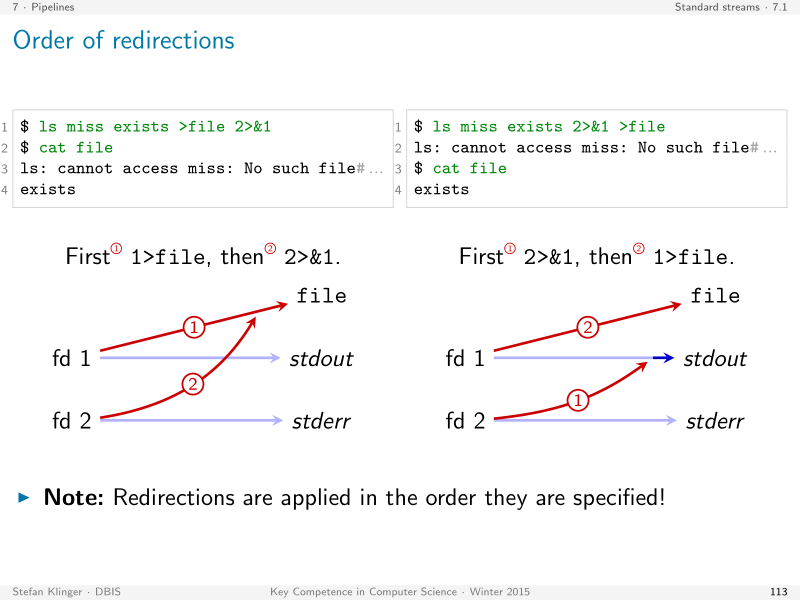 7 · Pipelines
Standard streams · 7.1
Order of redirections
1 $ ls miss exists >file 2>&1
2 $ cat file
3 ls: cannot access miss: No such file# ...
4 exists
1 $ ls miss exists 2>&1 >file
2 ls: cannot access miss: No such file# ...
3 $ cat file
4 exists
First① 1>file, then② 2>&1.
file
①
fd 1
stdout
②
fd 2
stderr
First① 2>&1, then② 1>file.
file
②
fd 1
stdout
①
fd 2
stderr
▶ Note: Redirections are applied in the order they are specified!
Stefan Klinger · DBIS
Key Competence in Computer Science · Winter 2015
113